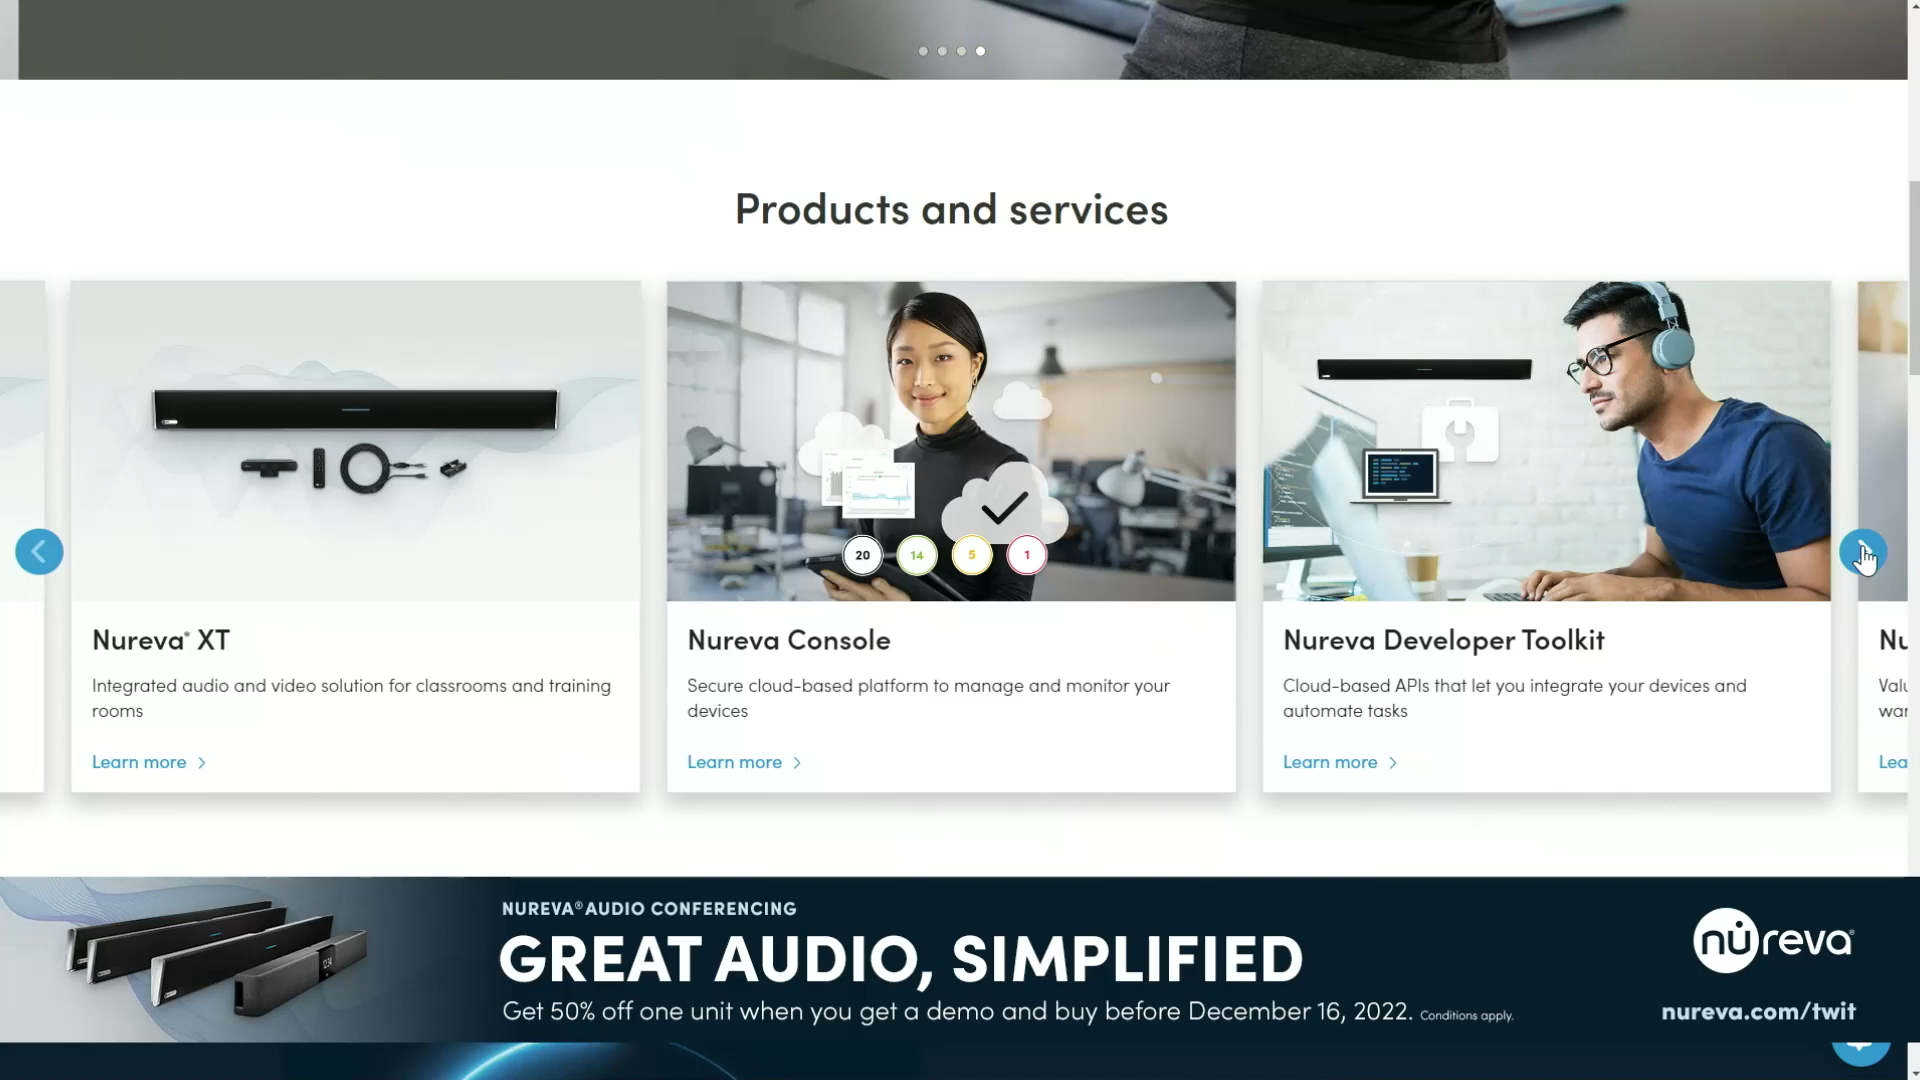 Products and services
20 14 5 1
Nureva® XT
Integrated audio and video solution for classrooms and training
rooms
Learn more
Nureva Console
Secure cloud-based platform to manage and monitor your
devices
Learn more
Nureva Developer Toolkit
Cloud-based APIs that let you integrate your devices and
automate tasks
Learn more
NUREVA® AUDIO CONFERENCING
GREAT AUDIO, SIMPLIFIED
Get 50% off one unit when you get a demo and buy before December 16, 2022. Conditions apply.
nureva®
nureva.com/twit